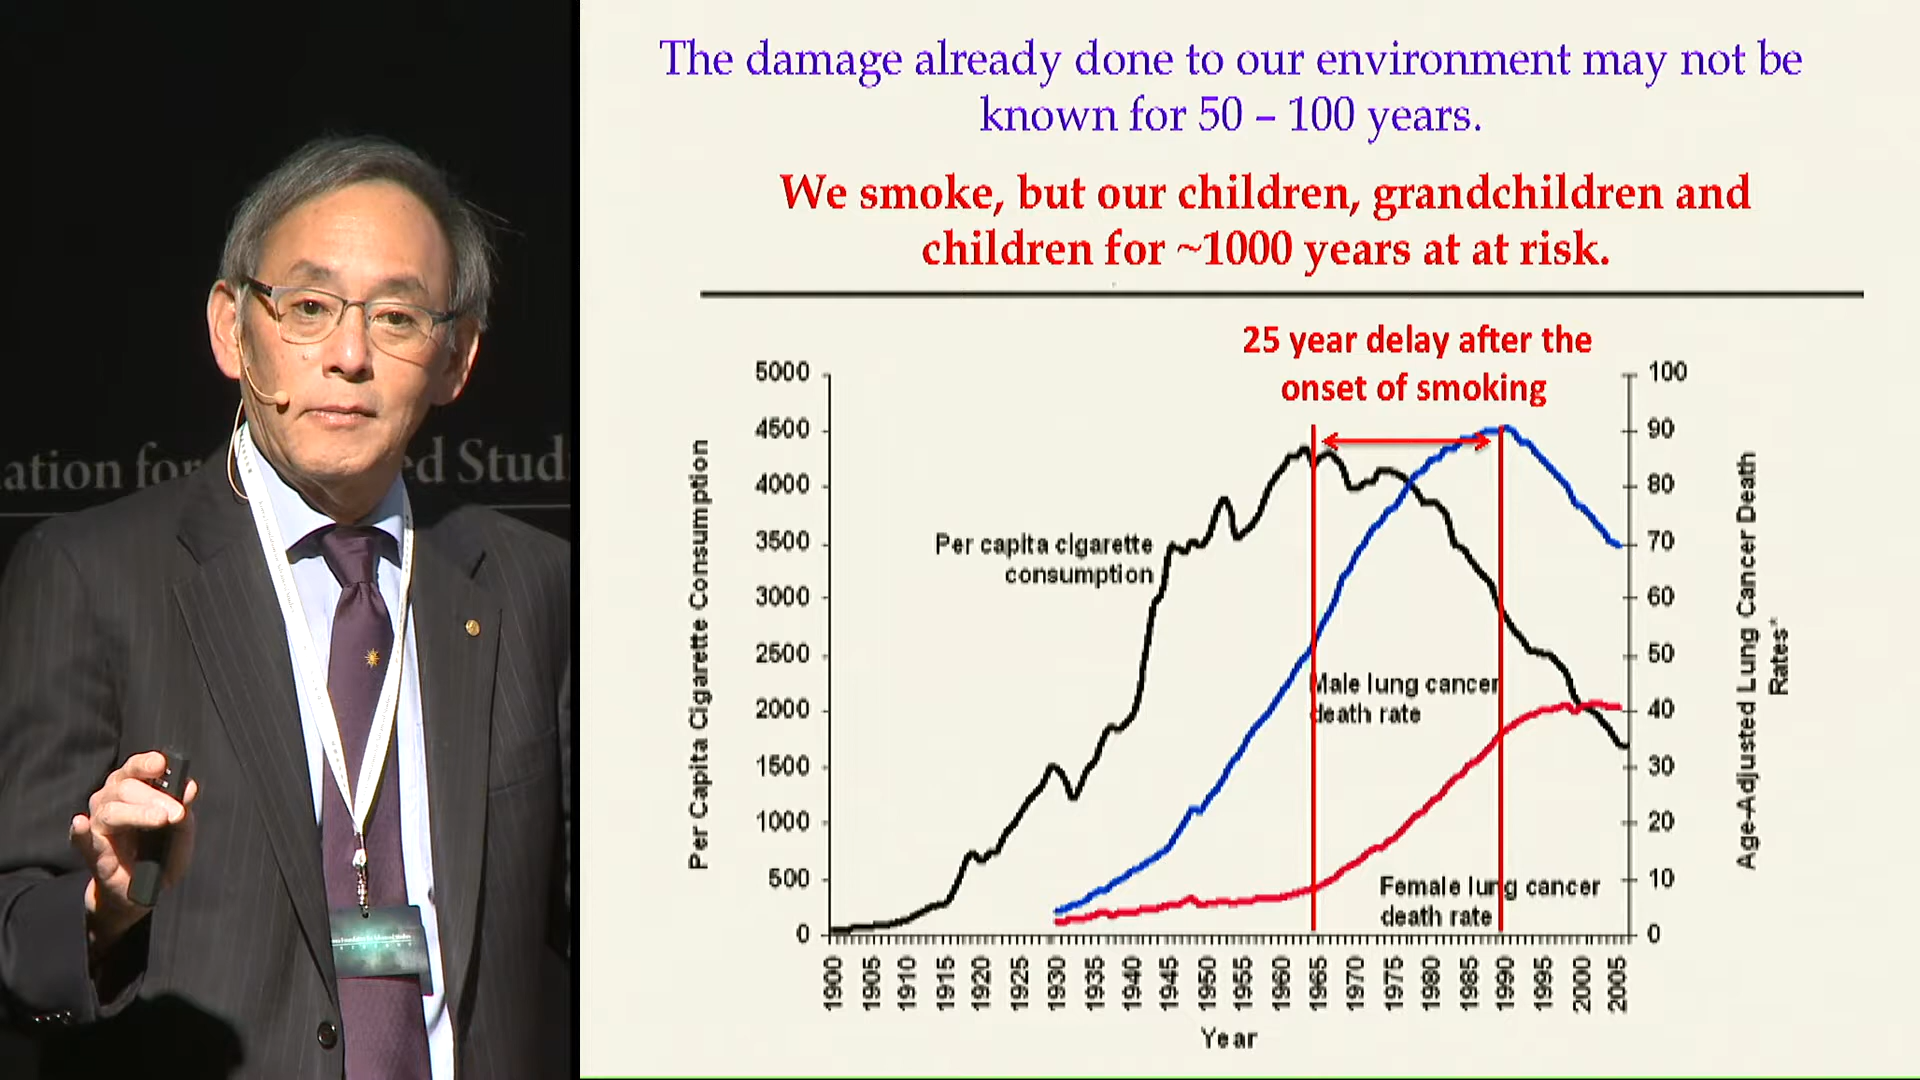 The damage already done to our environment may not be
known for 50 – 100 years.
We smoke, but our children, grandchildren and
children for ~1000 years at at risk.
25 year delay after the
onset of smoking
5000
4500
4000
3500
3000
2500
2000
1500
1000
500
0
Per Capita Cigarette Consumption
Per capita cigarette
consumption
Male lung cancer
death rate
Female lung cancer
death rate
100
90
80
70
60
50
40
30
20
10
0
Age-Adjusted Lung Cancer Death
Rates*
1900 1905 1910 1915 1920 1925 1930 1935 1940 1945 1950 1955 1960 1965 1970 1975 1980 1985 1990 1995 2000 2005
Year
ation for ed Stud